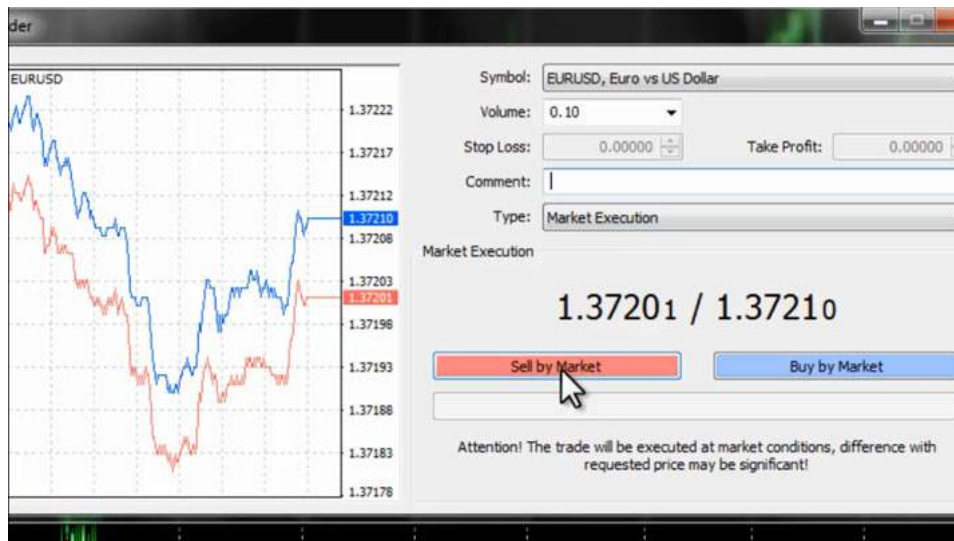 der
EURUSD
1.37222
1.37217
1.37212
1.37210
1.37208
1.37203
1.37201
1.37198
1.37193
1.37188
1.37183
1.37178
Symbol: EURUSD, Euro vs US Dollar
Volume: 0.10
Stop Loss: 0.00000 Take Profit: 0.00000
Comment:
Type: Market Execution
Market Execution
1.37201 / 1.37210
Sell by Market Buy by Market
Attention! The trade will be executed at market conditions, difference with
requested price may be significant!